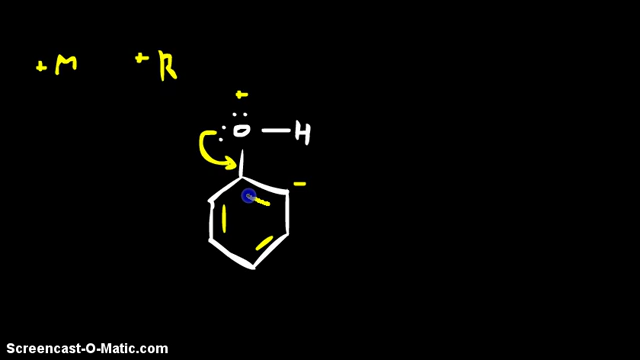 +M +R
+
:Ö—H
−
Screencast-O-Matic.com